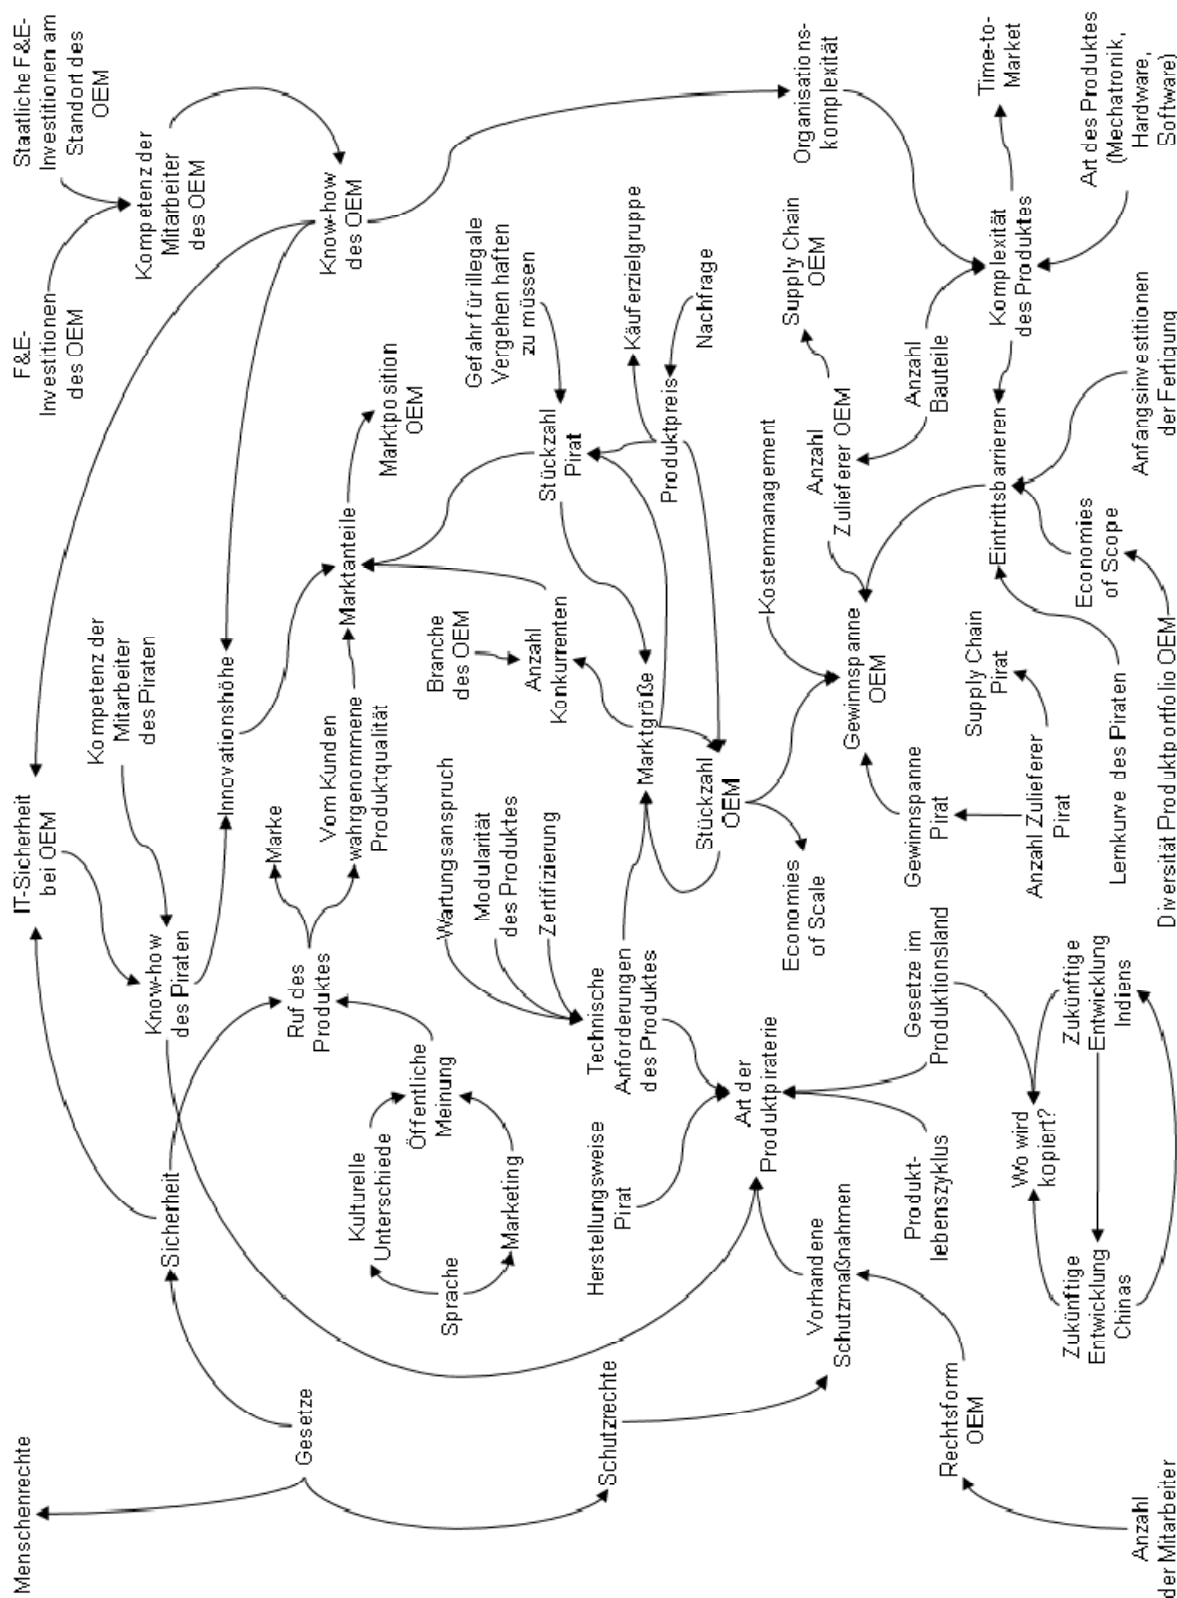 Menschenrechte
IT-Sicherheit
bei OEM
F&E-
Investitionen
des OEM
Staatliche F&E-
Investitionen am
Standort des
OEM
Kompetenz der
Mitarbeiter
des Piraten
Kompetenz der
Mitarbeiter
des OEM
Sicherheit
Know-how
des Piraten
Innovationshöhe
Know-how
des OEM
Gesetze
Ruf des
Produktes
Marke
Vom Kunden
wahrgenommene
Produktqualität
Marktanteile
Marktposition
OEM
Kulturelle
Unterschiede
Öffentliche
Meinung
Sprache
Marketing
Wartungsanspruch
Modularität
des Produktes
Zertifizierung
Branche
des OEM
Anzahl
Konkurrenten
Gefahr für illegale
Vergehen haften
zu müssen
Stückzahl
Pirat
Schutzrechte
Herstellungsweise
Pirat
Technische
Anforderungen
des Produktes
Marktgröße
Käuferzielgruppe
Produktpreis
Nachfrage
Stückzahl
OEM
Art der
Produktpiraterie
Economies
of Scale
Kostenmanagement
Supply Chain
OEM
Organisations-
komplexität
Vorhandene
Schutzmaßnahmen
Gewinnspanne
OEM
Anzahl
Zulieferer OEM
Anzahl
Bauteile
Produkt-
lebenszyklus
Gesetze im
Produktionsland
Gewinnspanne
Pirat
Rechtsform
OEM
Supply Chain
Pirat
Eintrittsbarrieren
Komplexität
des Produktes
Time-to-
Market
Wo wird
kopiert?
Anzahl Zulieferer
Pirat
Zukünftige
Entwicklung
Chinas
Zukünftige
Entwicklung
Indiens
Economies
of Scope
Art des Produktes
(Mechatronik,
Hardware,
Software)
Lernkurve des Piraten
Anzahl
der Mitarbeiter
Diversität Produktportfolio OEM
Anfangsinvestitionen
der Fertigung